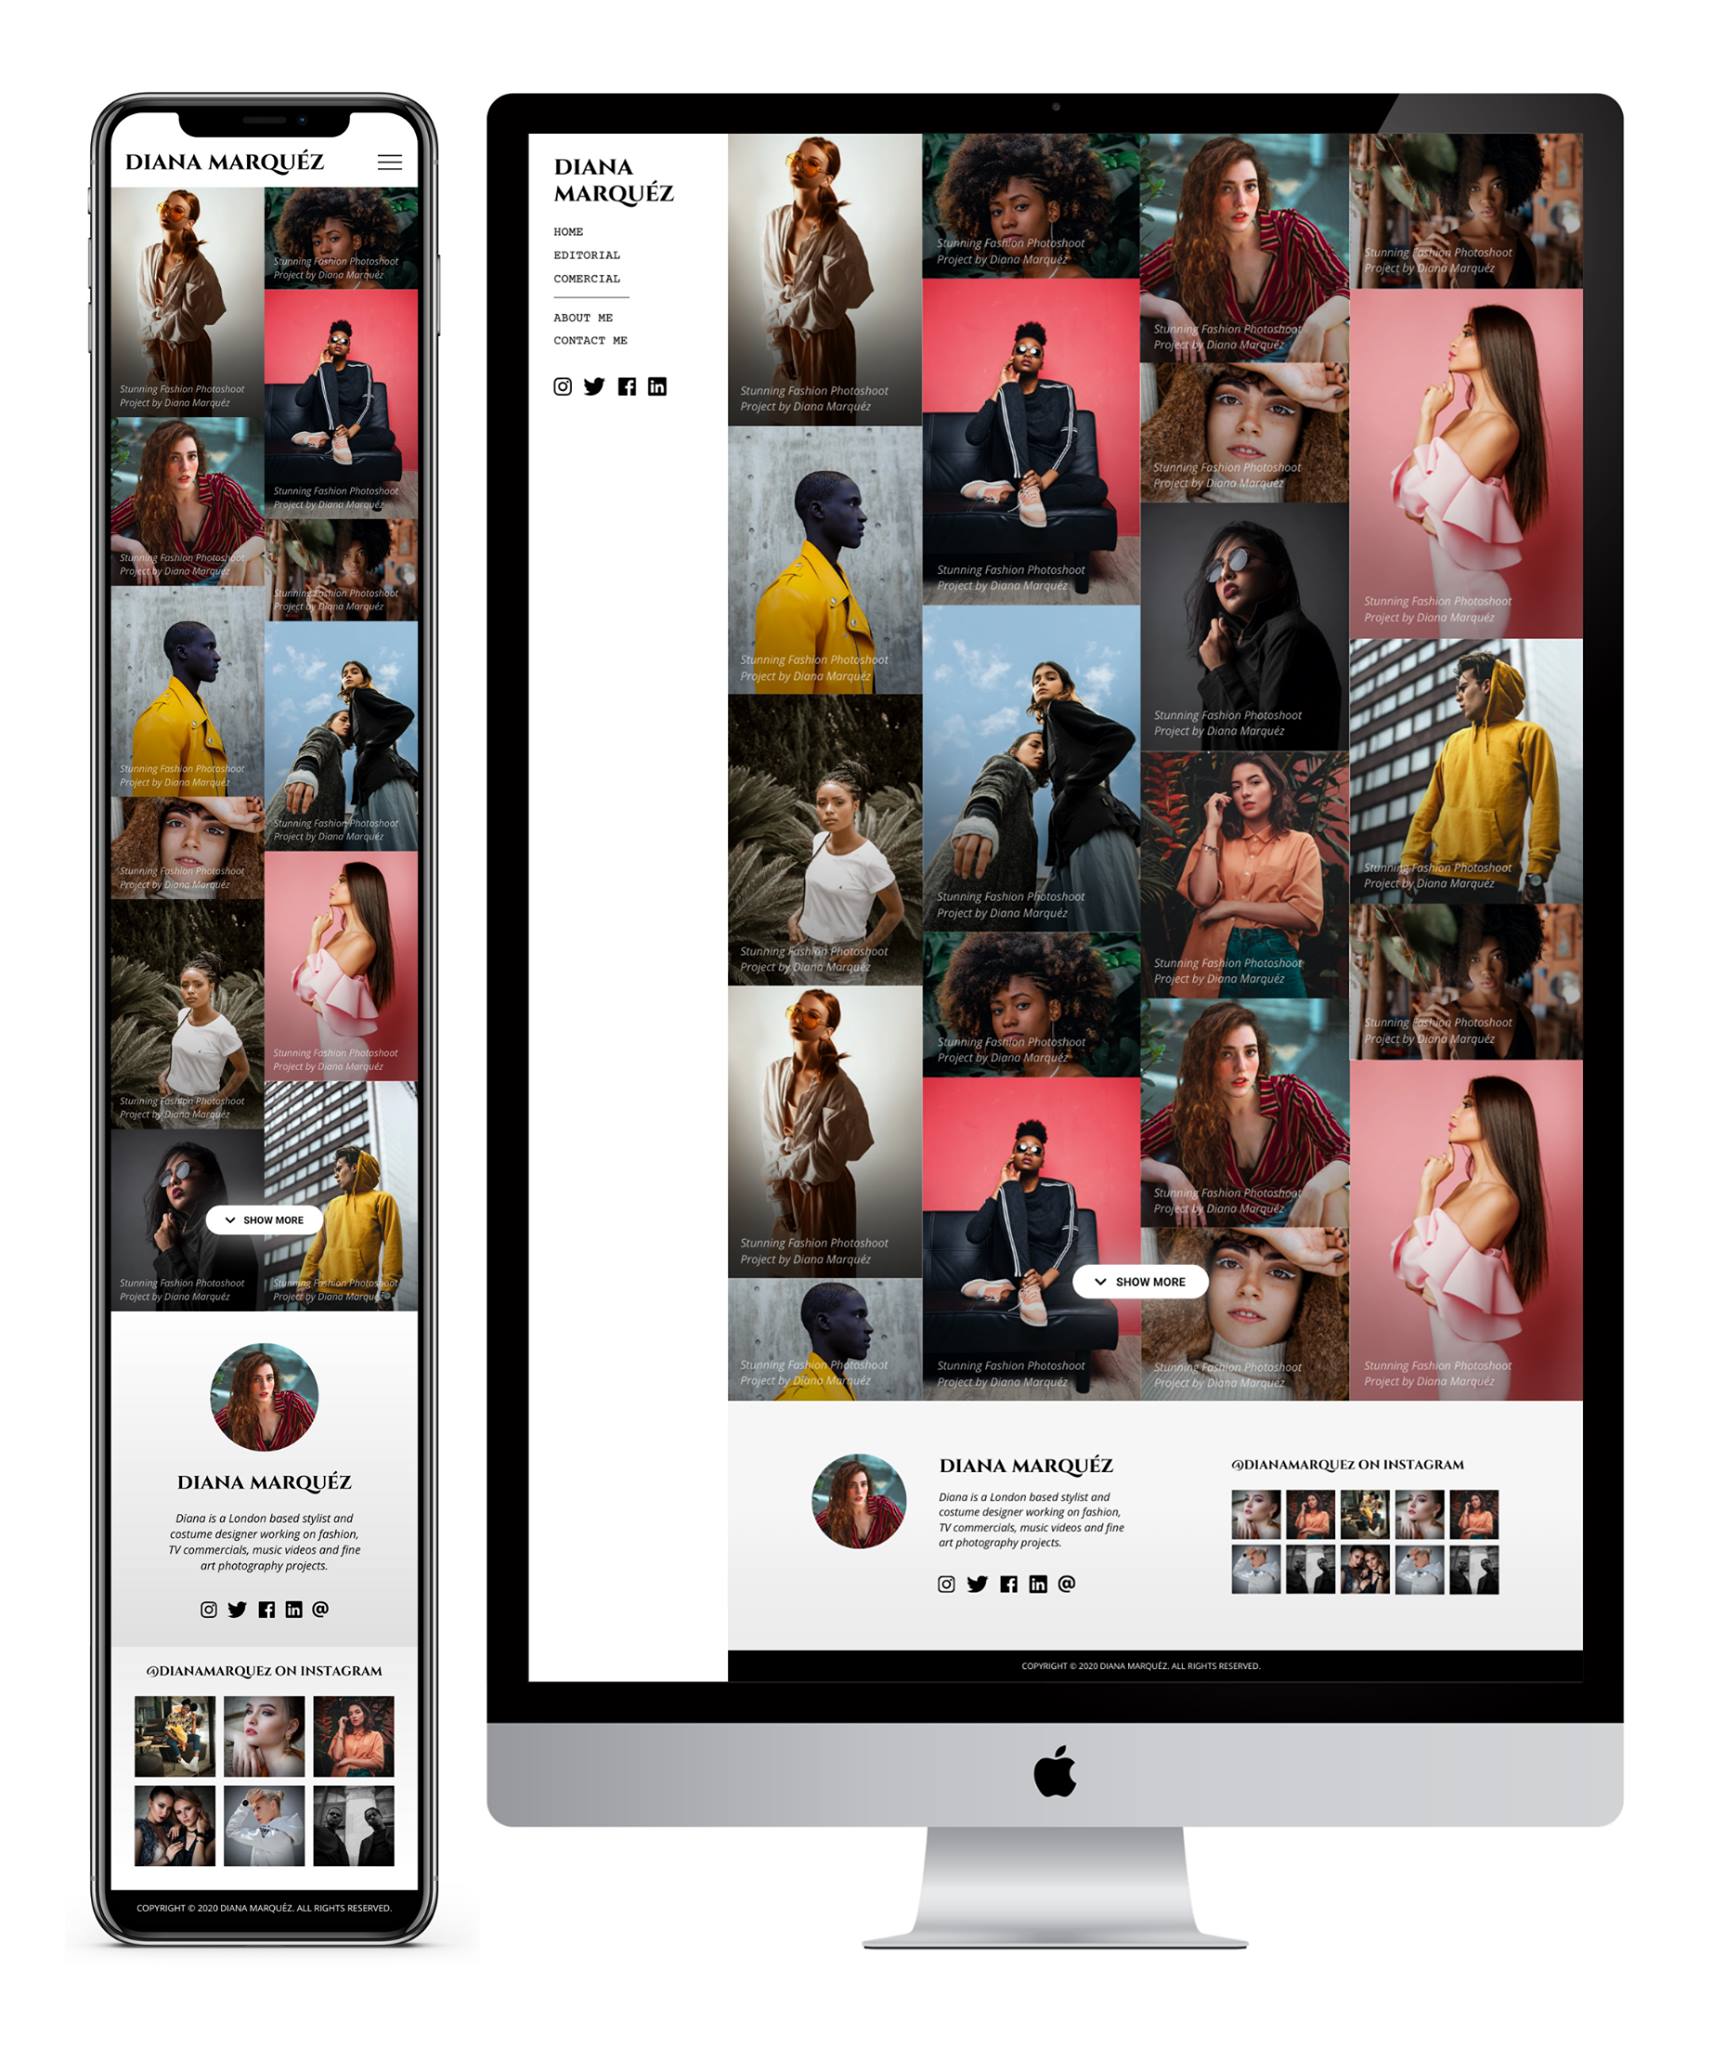 DIANA MARQUÉZ
Stunning Fashion Photoshoot
Project by Diana Marquéz
Stunning Fashion Photoshoot
Project by Diana Marquéz
Stunning Fashion Photoshoot
Project by Diana Marquéz
Stunning Fashion Photoshoot
Project by Diana Marquéz
Stunning Fashion Photoshoot
Project by Diana Marquéz
Stunning Fashion Photoshoot
Project by Diana Marquéz
Stunning Fashion Photoshoot
Project by Diana Marquéz
Stunning Fashion Photoshoot
Project by Diana Marquéz
Stunning Fashion Photoshoot
Project by Diana Marquéz
Stunning Fashion Photoshoot
Project by Diana Marquéz
SHOW MORE
Stunning Fashion Photoshoot
Project by Diana Marquéz
Stunning Fashion Photoshoot
Project by Diana Marquéz
DIANA MARQUÉZ
Diana is a London based stylist and
costume designer working on fashion,
TV commercials, music videos and fine
art photography projects.
@DIANAMARQUEZ ON INSTAGRAM
COPYRIGHT © 2020 DIANA MARQUÉZ. ALL RIGHTS RESERVED.
DIANA
MARQUÉZ
HOME
EDITORIAL
COMERCIAL
ABOUT ME
CONTACT ME
Stunning Fashion Photoshoot
Project by Diana Marquéz
Stunning Fashion Photoshoot
Project by Diana Marquéz
Stunning Fashion Photoshoot
Project by Diana Marquéz
Stunning Fashion Photoshoot
Project by Diana Marquéz
Stunning Fashion Photoshoot
Project by Diana Marquéz
Stunning Fashion Photoshoot
Project by Diana Marquéz
Stunning Fashion Photoshoot
Project by Diana Marquéz
Stunning Fashion Photoshoot
Project by Diana Marquéz
Stunning Fashion Photoshoot
Project by Diana Marquéz
Stunning Fashion Photoshoot
Project by Diana Marquéz
Stunning Fashion Photoshoot
Project by Diana Marquéz
Stunning Fashion Photoshoot
Project by Diana Marquéz
Stunning Fashion Photoshoot
Project by Diana Marquéz
Stunning Fashion Photoshoot
Project by Diana Marquéz
Stunning Fashion Photoshoot
Project by Diana Marquéz
Stunning Fashion Photoshoot
Project by Diana Marquéz
Stunning Fashion Photoshoot
Project by Diana Marquéz
Stunning Fashion Photoshoot
Project by Diana Marquéz
SHOW MORE
Stunning Fashion Photoshoot
Project by Diana Marquéz
Stunning Fashion Photoshoot
Project by Diana Marquéz
Stunning Fashion Photoshoot
Project by Diana Marquéz
Stunning Fashion Photoshoot
Project by Diana Marquéz
DIANA MARQUÉZ
Diana is a London based stylist and
costume designer working on fashion,
TV commercials, music videos and fine
art photography projects.
@DIANAMARQUEZ ON INSTAGRAM
COPYRIGHT © 2020 DIANA MARQUÉZ. ALL RIGHTS RESERVED.